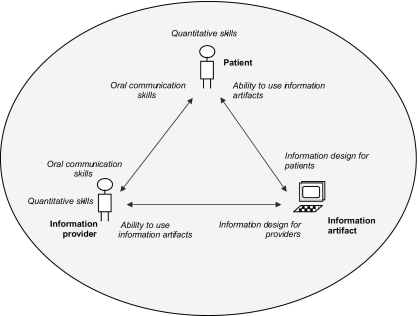 Quantitative skills
Patient
Oral communication
skills
Ability to use information
artifacts
Information design for
patients
Oral communication
skills
Quantitative skills
Information
provider
Ability to use
information artifacts
Information design for
providers
Information
artifact